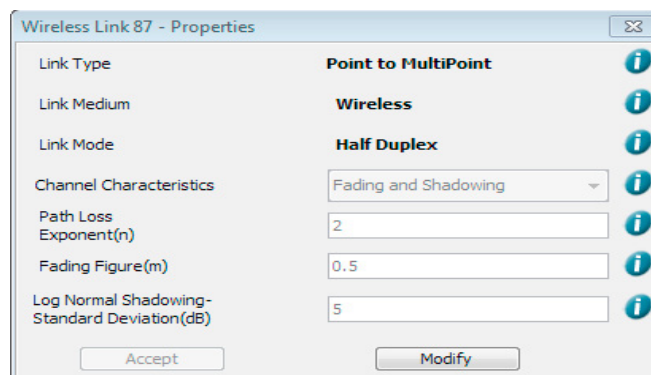 Wireless Link 87 - Properties
Link Type Point to MultiPoint
Link Medium Wireless
Link Mode Half Duplex
Channel Characteristics Fading and Shadowing
Path Loss
Exponent(n) 2
Fading Figure(m) 0.5
Log Normal Shadowing-
Standard Deviation(dB) 5
Accept Modify